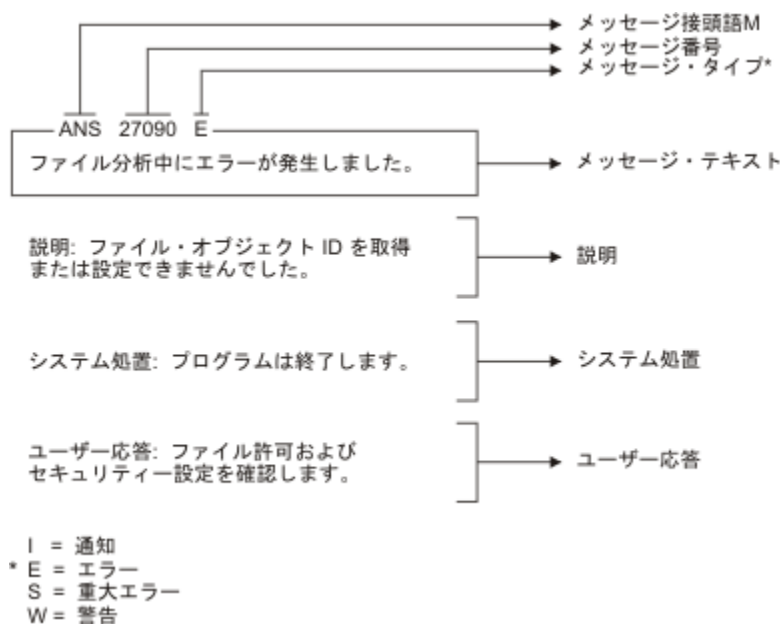 メッセージ接頭語M
メッセージ番号
メッセージ・タイプ*
ANS 27090 E
ファイル分析中にエラーが発生しました。
メッセージ・テキスト
説明: ファイル・オブジェクト ID を取得
または設定できませんでした。
説明
システム処置: プログラムは終了します。
システム処置
ユーザー応答: ファイル許可および
セキュリティー設定を確認します。
ユーザー応答
I = 通知
* E = エラー
S = 重大エラー
W = 警告